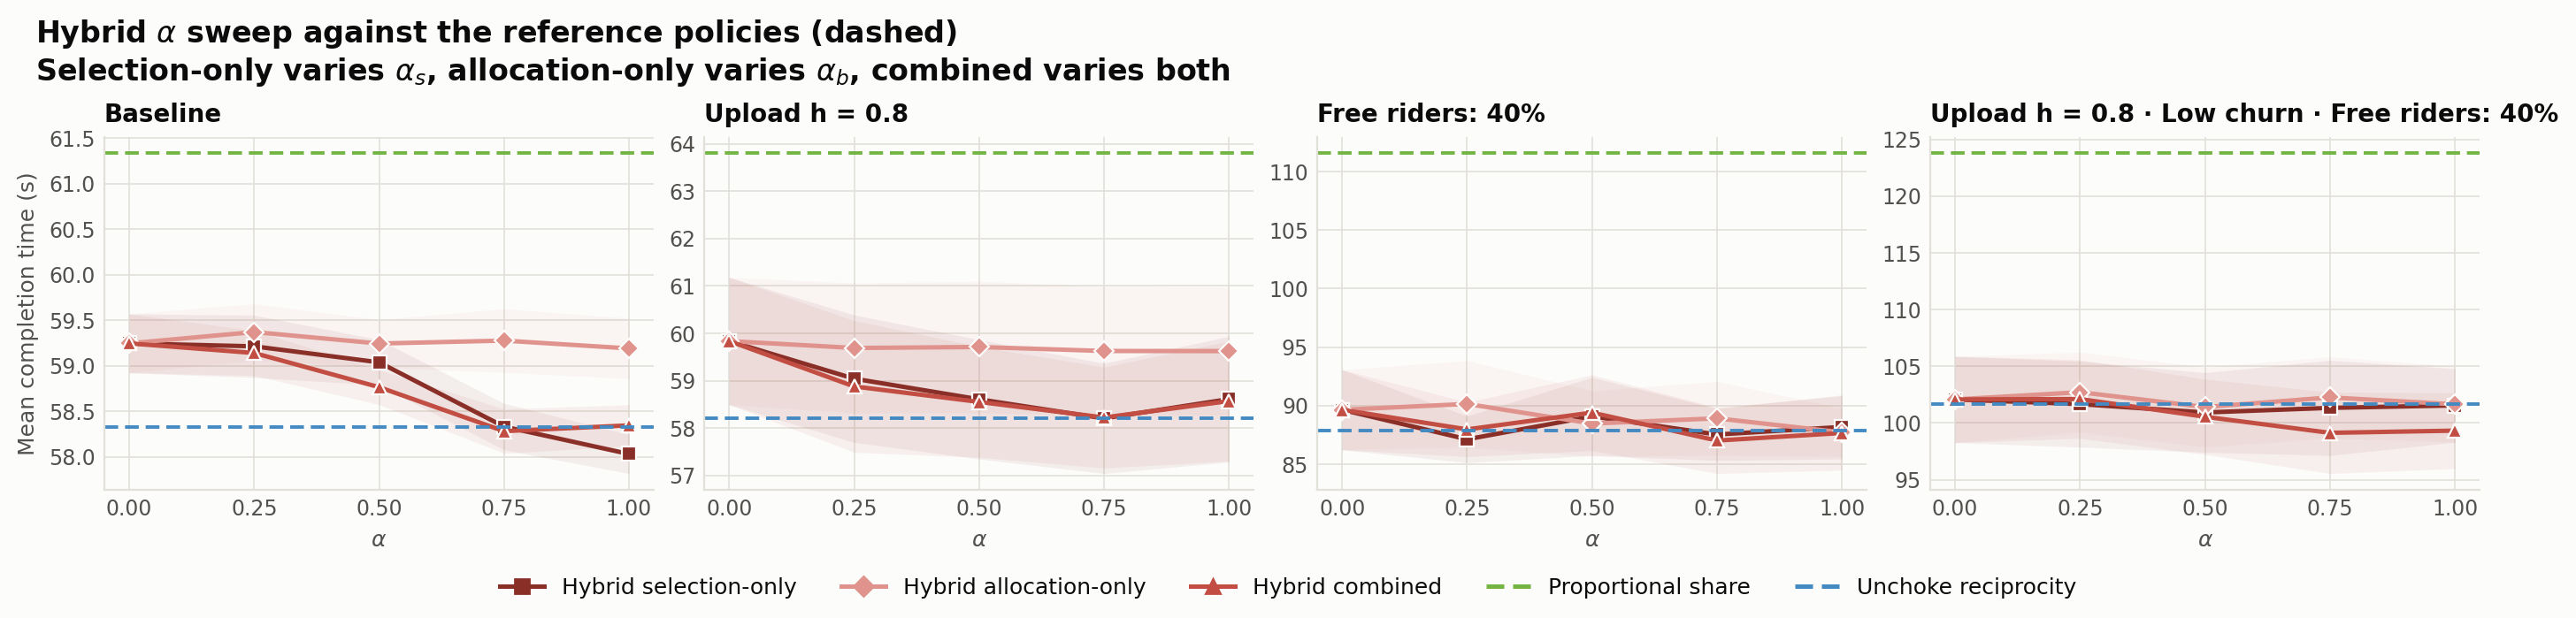 Hybrid α sweep against the reference policies (dashed)
Selection-only varies αₛ, allocation-only varies α_b, combined varies both
Baseline
Mean completion time (s)
61.5
61.0
60.5
60.0
59.5
59.0
58.5
58.0
0.00 0.25 0.50 0.75 1.00
α
Upload h = 0.8
64
63
62
61
60
59
58
57
0.00 0.25 0.50 0.75 1.00
α
Free riders: 40%
110
105
100
95
90
85
0.00 0.25 0.50 0.75 1.00
α
Upload h = 0.8 · Low churn · Free riders: 40%
125
120
115
110
105
100
95
0.00 0.25 0.50 0.75 1.00
α
Hybrid selection-only Hybrid allocation-only Hybrid combined Proportional share Unchoke reciprocity